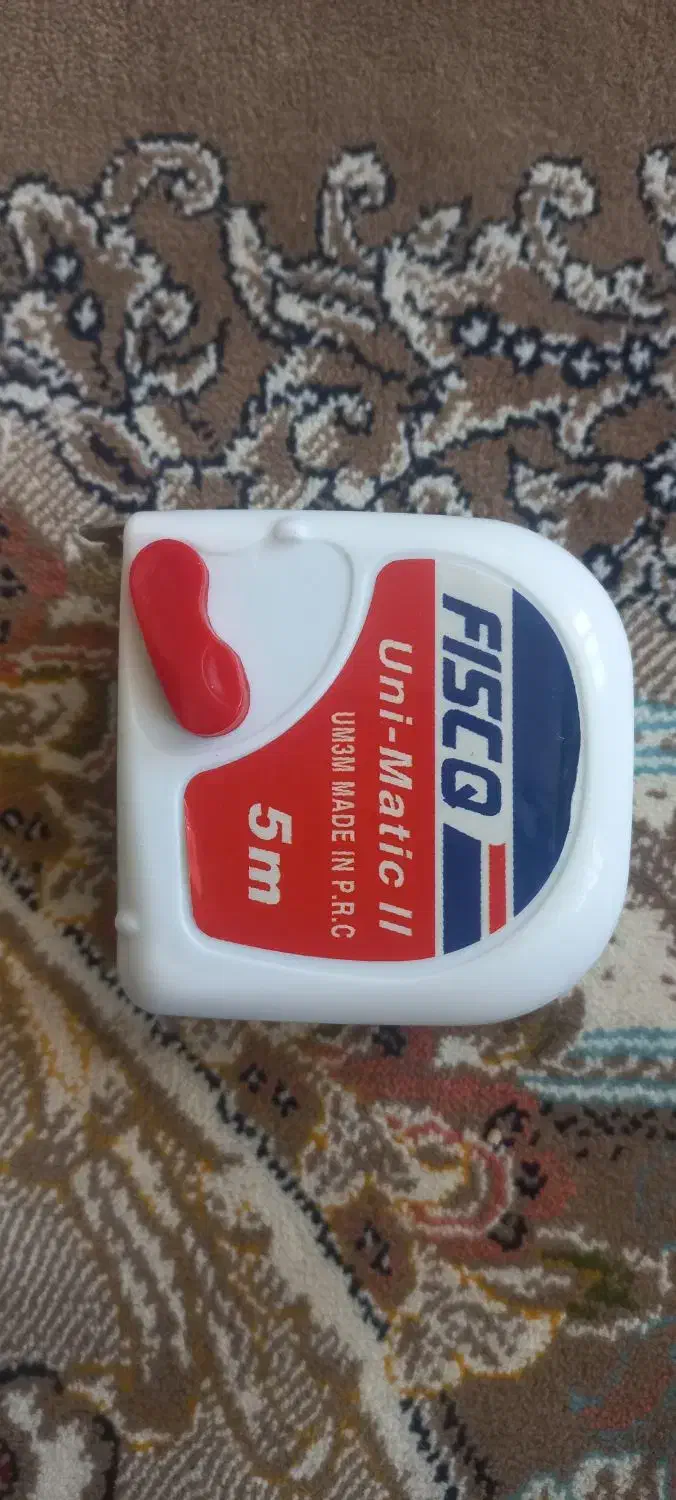 FISCO
Uni-Matic II
UM3M MADE IN P.R.C
5m